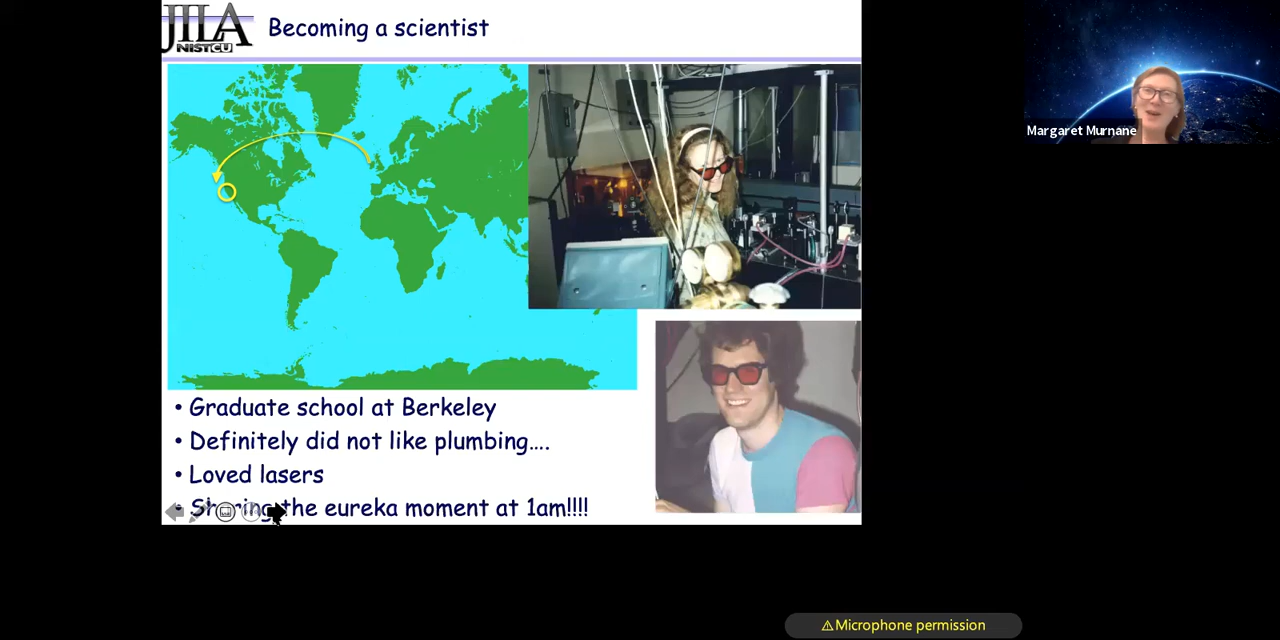 JILA
NIST CU
Becoming a scientist
Margaret Murnane
• Graduate school at Berkeley
• Definitely did not like plumbing....
• Loved lasers
• Sharing the eureka moment at 1am!!!!
⚠Microphone permission